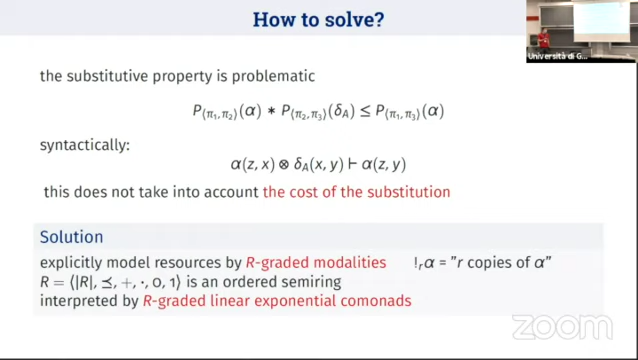 How to solve?
Università di G...
the substitutive property is problematic
P⟨π₁,π₂⟩(α) ∗ P⟨π₂,π₃⟩(δ_A) ≤ P⟨π₁,π₃⟩(α)
syntactically:
α(z, x) ⊗ δ_A(x, y) ⊢ α(z, y)
this does not take into account the cost of the substitution
Solution
explicitly model resources by R-graded modalities !ᵣα = "r copies of α"
R = ⟨|R|, ⪯, +, ·, 0, 1⟩ is an ordered semiring
interpreted by R-graded linear exponential comonads
zoom